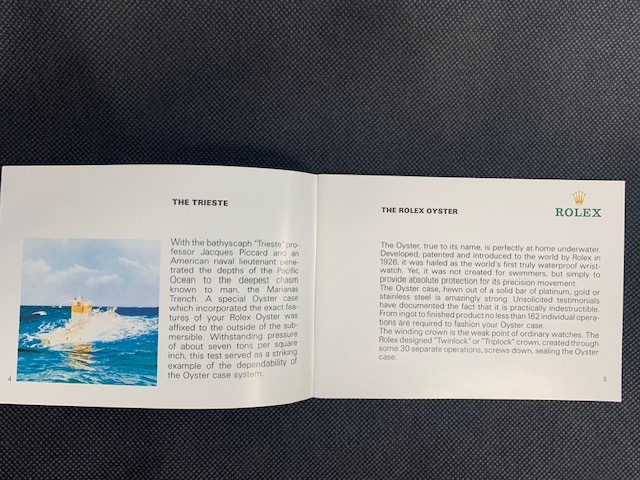 THE TRIESTE
With the bathyscaph "Trieste" pro-
fessor Jacques Piccard and an
American naval lieutenant pene-
trated the depths of the Pacific
Ocean to the deepest chasm
known to man, the Marianas
Trench. A special Oyster case
which incorporated the exact fea-
tures of your Rolex Oyster was
affixed to the outside of the sub-
mersible. Withstanding pressure
of about seven tons per square
inch, this test served as a striking
example of the dependability of
the Oyster case system.
4
THE ROLEX OYSTER
ROLEX
The Oyster, true to its name, is perfectly at home underwater.
Developed, patented and introduced to the world by Rolex in
1926, it was hailed as the world's first truly waterproof wrist-
watch. Yet, it was not created for swimmers, but simply to
provide absolute protection for its precision movement.
The Oyster case, hewn out of a solid bar of platinum, gold or
stainless steel is amazingly strong. Unsolicited testimonials
have documented the fact that it is practically indestructible.
From ingot to finished product no less than 162 individual opera-
tions are required to fashion your Oyster case.
The winding crown is the weak point of ordinary watches. The
Rolex designed "Twinlock" or "Triplock" crown, created through
some 30 separate operations, screws down, sealing the Oyster
case.
5